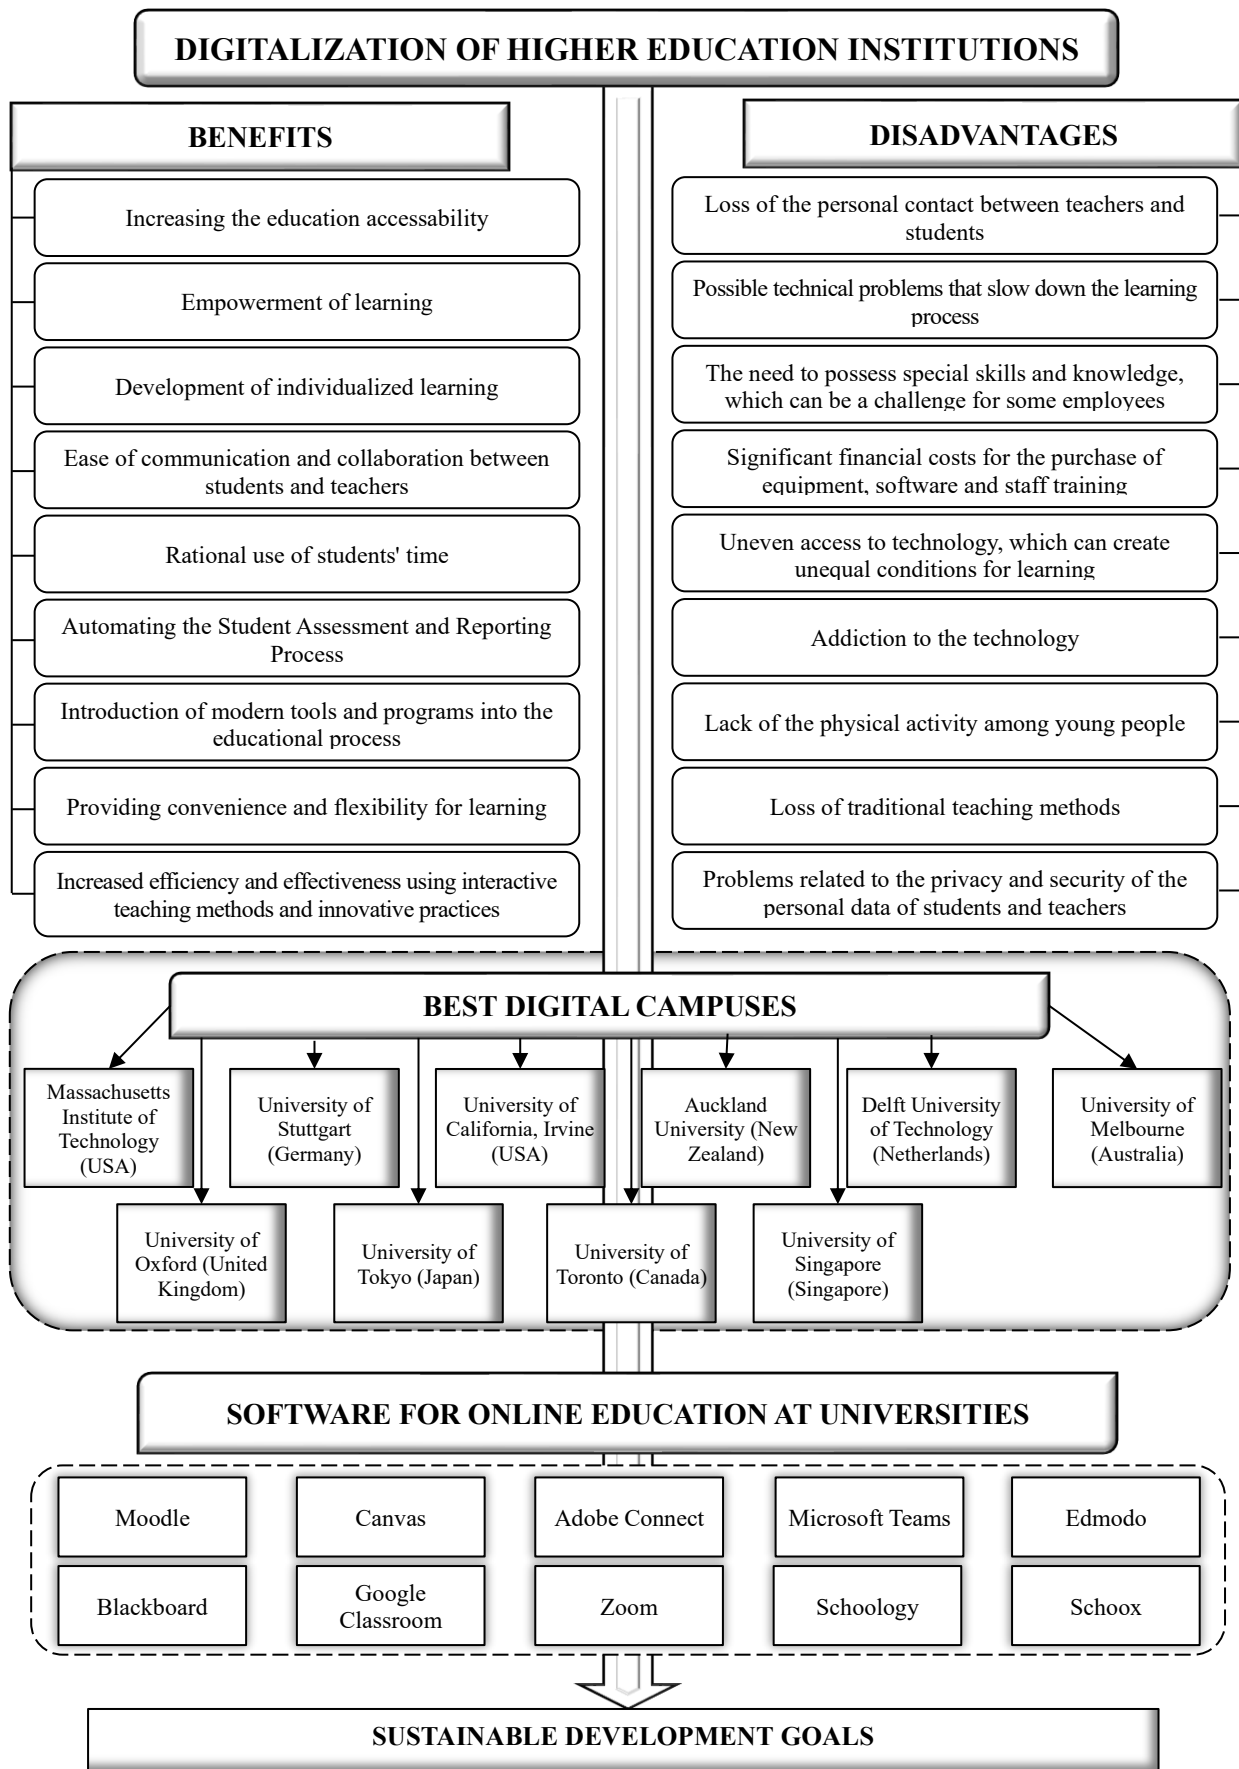 DIGITALIZATION OF HIGHER EDUCATION INSTITUTIONS
BENEFITS
Increasing the education accessability
Empowerment of learning
Development of individualized learning
Ease of communication and collaboration between
students and teachers
Rational use of students' time
Automating the Student Assessment and Reporting
Process
Introduction of modern tools and programs into the
educational process
Providing convenience and flexibility for learning
Increased efficiency and effectiveness using interactive
teaching methods and innovative practices
DISADVANTAGES
Loss of the personal contact between teachers and
students
Possible technical problems that slow down the learning
process
The need to possess special skills and knowledge,
which can be a challenge for some employees
Significant financial costs for the purchase of
equipment, software and staff training
Uneven access to technology, which can create
unequal conditions for learning
Addiction to the technology
Lack of the physical activity among young people
Loss of traditional teaching methods
Problems related to the privacy and security of the
personal data of students and teachers
BEST DIGITAL CAMPUSES
Massachusetts
Institute of
Technology
(USA)
University of
Stuttgart
(Germany)
University of
California, Irvine
(USA)
Auckland
University (New
Zealand)
Delft University
of Technology
(Netherlands)
University of
Melbourne
(Australia)
University of
Oxford (United
Kingdom)
University of
Tokyo (Japan)
University of
Toronto (Canada)
University of
Singapore
(Singapore)
SOFTWARE FOR ONLINE EDUCATION AT UNIVERSITIES
Moodle
Canvas
Adobe Connect
Microsoft Teams
Edmodo
Blackboard
Google
Classroom
Zoom
Schoology
Schoox
SUSTAINABLE DEVELOPMENT GOALS